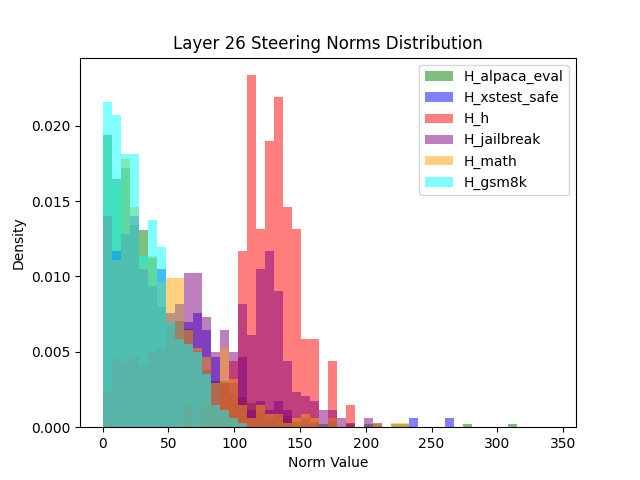 Layer 26 Steering Norms Distribution
H_alpaca_eval
H_xstest_safe
H_h
H_jailbreak
H_math
H_gsm8k
Density
0.020
0.015
0.010
0.005
0.000
0
50
100
150
200
250
300
350
Norm Value